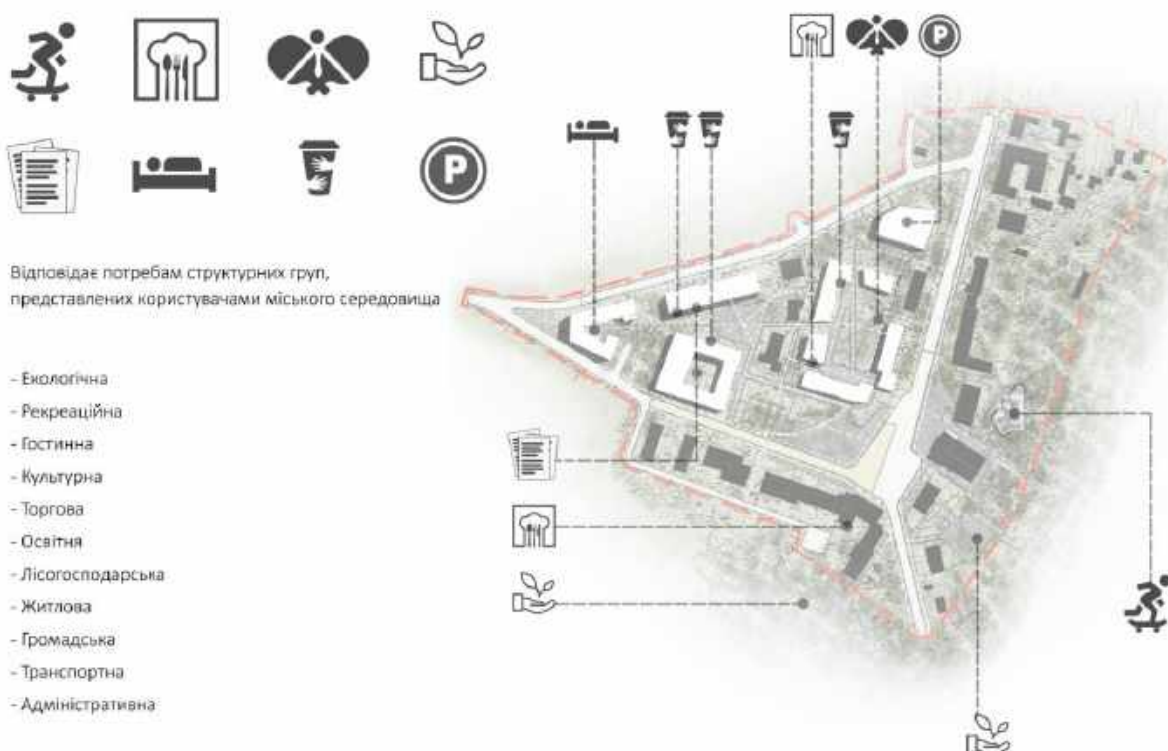 P
P
Відповідає потребам структурних груп,
представлених користувачами міського середовища
- Екологічна
- Рекреаційна
- Гостинна
- Культурна
- Торгова
- Освітня
- Лісогосподарська
- Житлова
- Громадська
- Транспортна
- Адміністративна